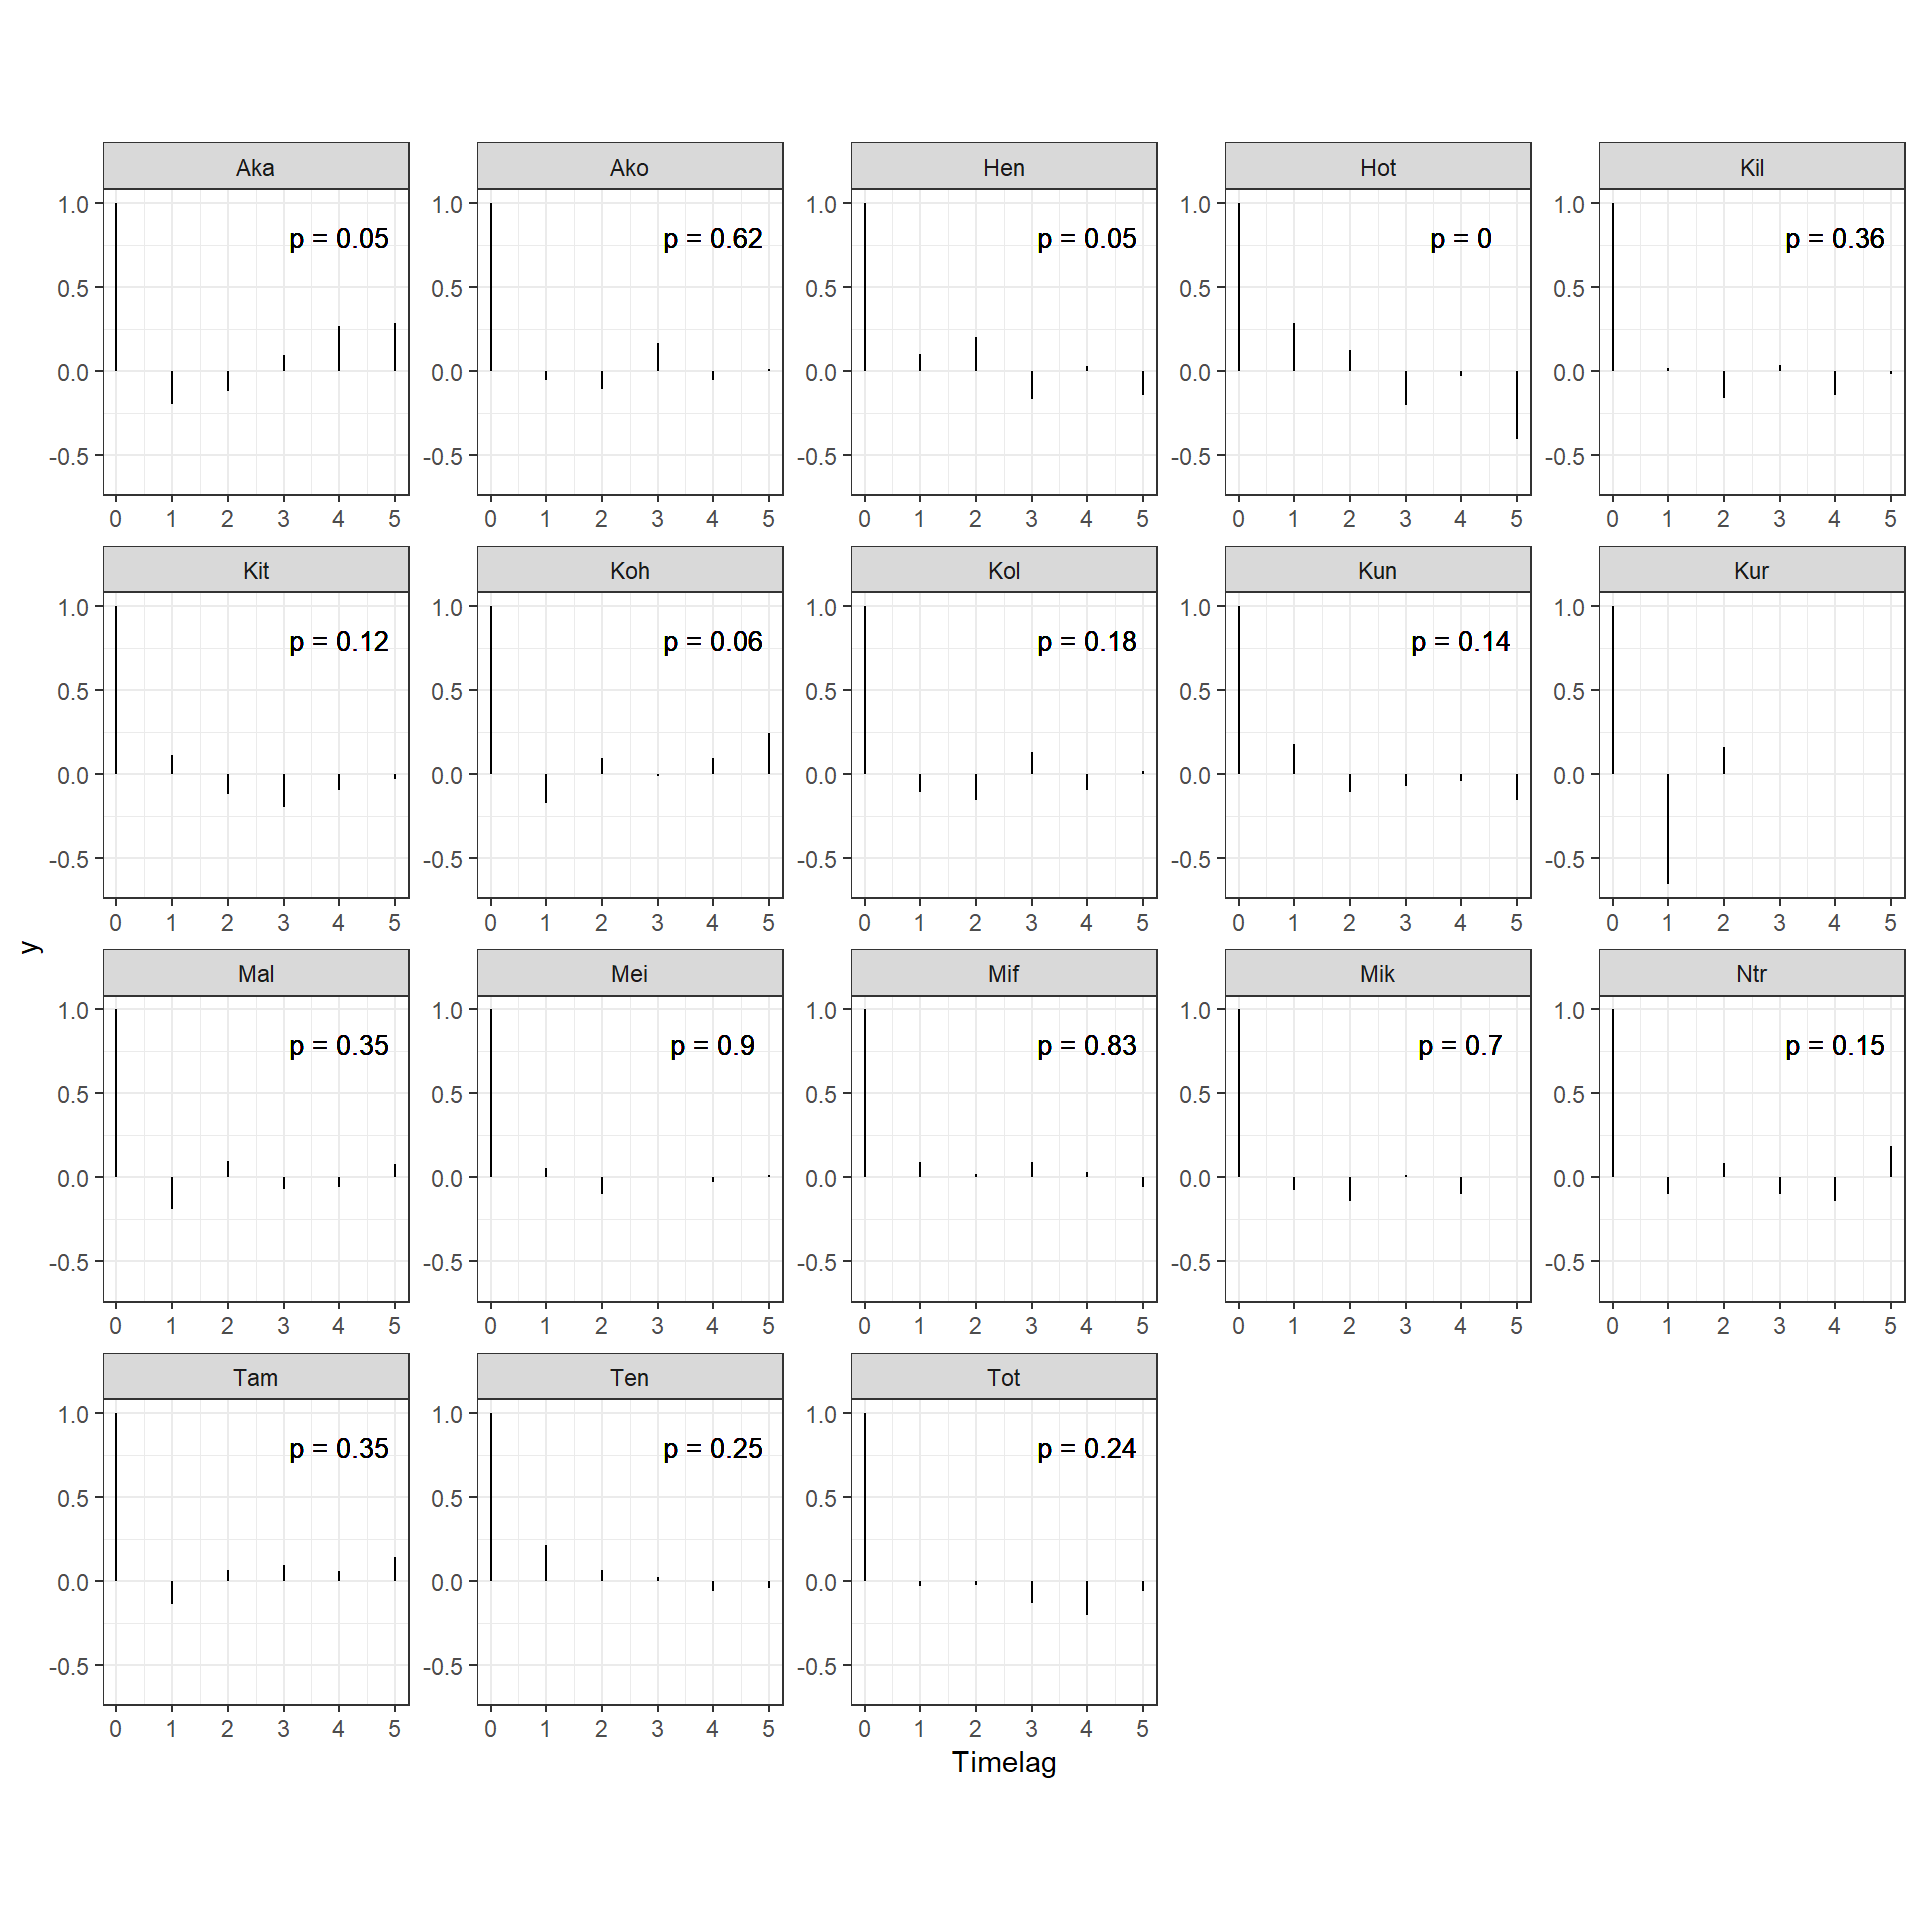 Aka Ako Hen Hot Kil
1.0 1.0 1.0 1.0 1.0
p = 0.05 p = 0.62 p = 0.05 p = 0 p = 0.36
0.5 0.5 0.5 0.5 0.5
0.0 0.0 0.0 0.0 0.0
-0.5 -0.5 -0.5 -0.5 -0.5
0 1 2 3 4 5 0 1 2 3 4 5 0 1 2 3 4 5 0 1 2 3 4 5 0 1 2 3 4 5
Kit Koh Kol Kun Kur
1.0 1.0 1.0 1.0 1.0
p = 0.12 p = 0.06 p = 0.18 p = 0.14
0.5 0.5 0.5 0.5 0.5
0.0 0.0 0.0 0.0 0.0
-0.5 -0.5 -0.5 -0.5 -0.5
0 1 2 3 4 5 0 1 2 3 4 5 0 1 2 3 4 5 0 1 2 3 4 5 0 1 2 3 4 5
y
Mal Mei Mif Mik Ntr
1.0 1.0 1.0 1.0 1.0
p = 0.35 p = 0.9 p = 0.83 p = 0.7 p = 0.15
0.5 0.5 0.5 0.5 0.5
0.0 0.0 0.0 0.0 0.0
-0.5 -0.5 -0.5 -0.5 -0.5
0 1 2 3 4 5 0 1 2 3 4 5 0 1 2 3 4 5 0 1 2 3 4 5 0 1 2 3 4 5
Tam Ten Tot
1.0 1.0 1.0
p = 0.35 p = 0.25 p = 0.24
0.5 0.5 0.5
0.0 0.0 0.0
-0.5 -0.5 -0.5
0 1 2 3 4 5 0 1 2 3 4 5 0 1 2 3 4 5
Timelag